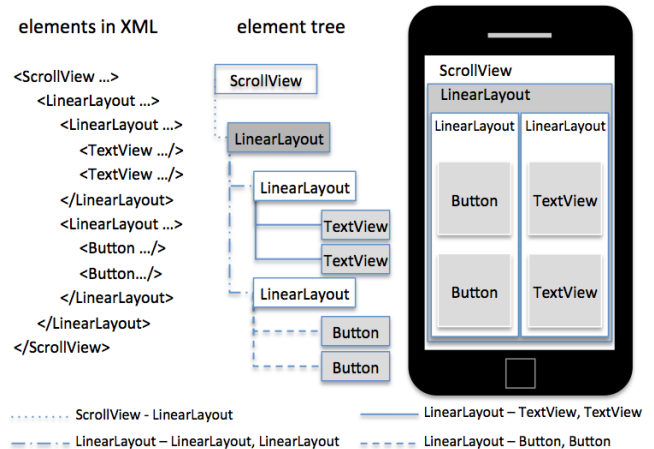 elements in XML
<ScrollView ...>
<LinearLayout ...>
<LinearLayout ...>
<TextView .../>
<TextView .../>
</LinearLayout>
<LinearLayout ...>
<Button .../>
<Button.../>
</LinearLayout>
</LinearLayout>
</ScrollView>
element tree
ScrollView
LinearLayout
LinearLayout
TextView
TextView
LinearLayout
Button
Button
ScrollView
LinearLayout
LinearLayout LinearLayout
Button TextView
Button TextView
ScrollView - LinearLayout
LinearLayout – TextView, TextView
LinearLayout – LinearLayout, LinearLayout
LinearLayout – Button, Button